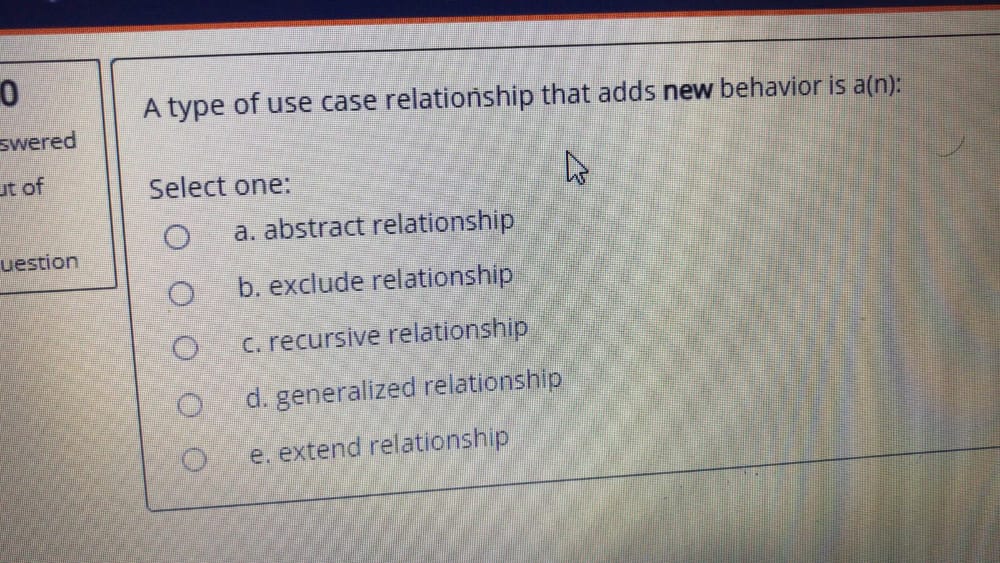 0
swered
ut of
uestion
A type of use case relationship that adds new behavior is a(n):
Select one:
a. abstract relationship
b. exclude relationship
c. recursive relationship
d. generalized relationship
e. extend relationship